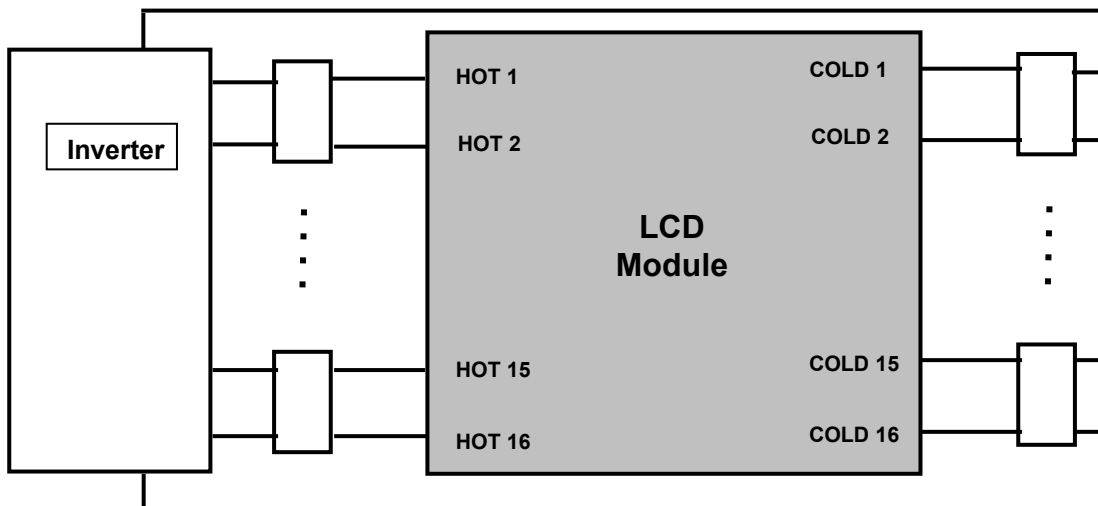 Inverter
HOT 1
HOT 2
HOT 15
HOT 16
LCD
Module
COLD 1
COLD 2
COLD 15
COLD 16